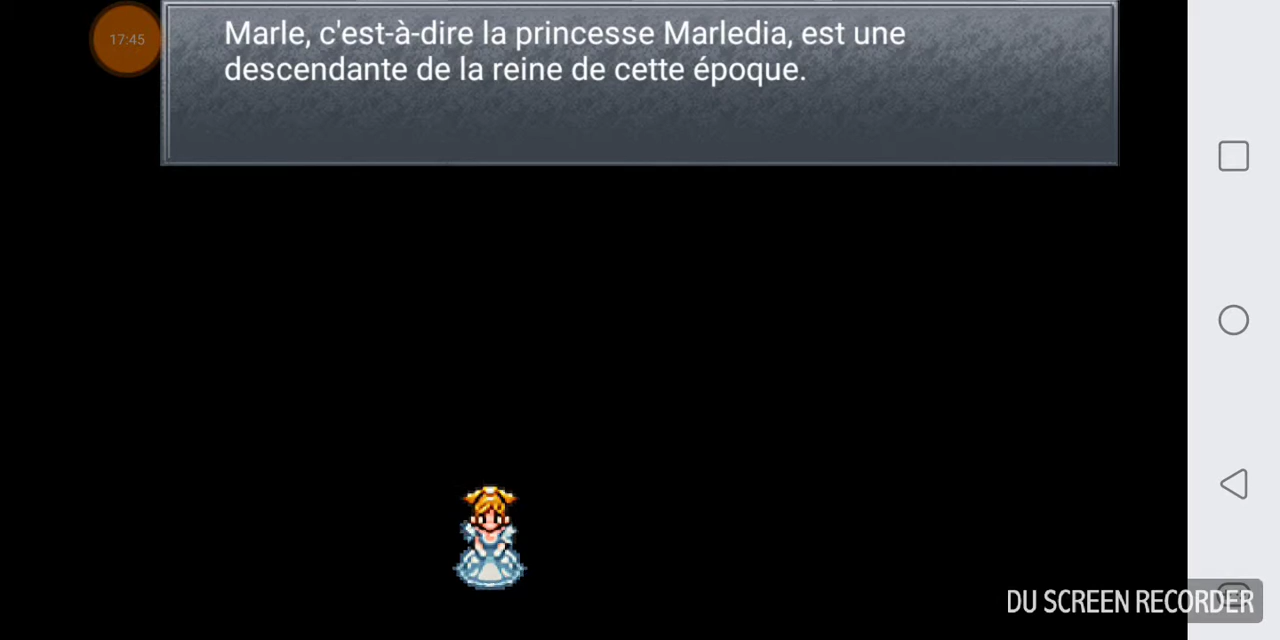 17:45
Marle, c'est-à-dire la princesse Marledia, est une
descendante de la reine de cette époque.
DU SCREEN RECORDER